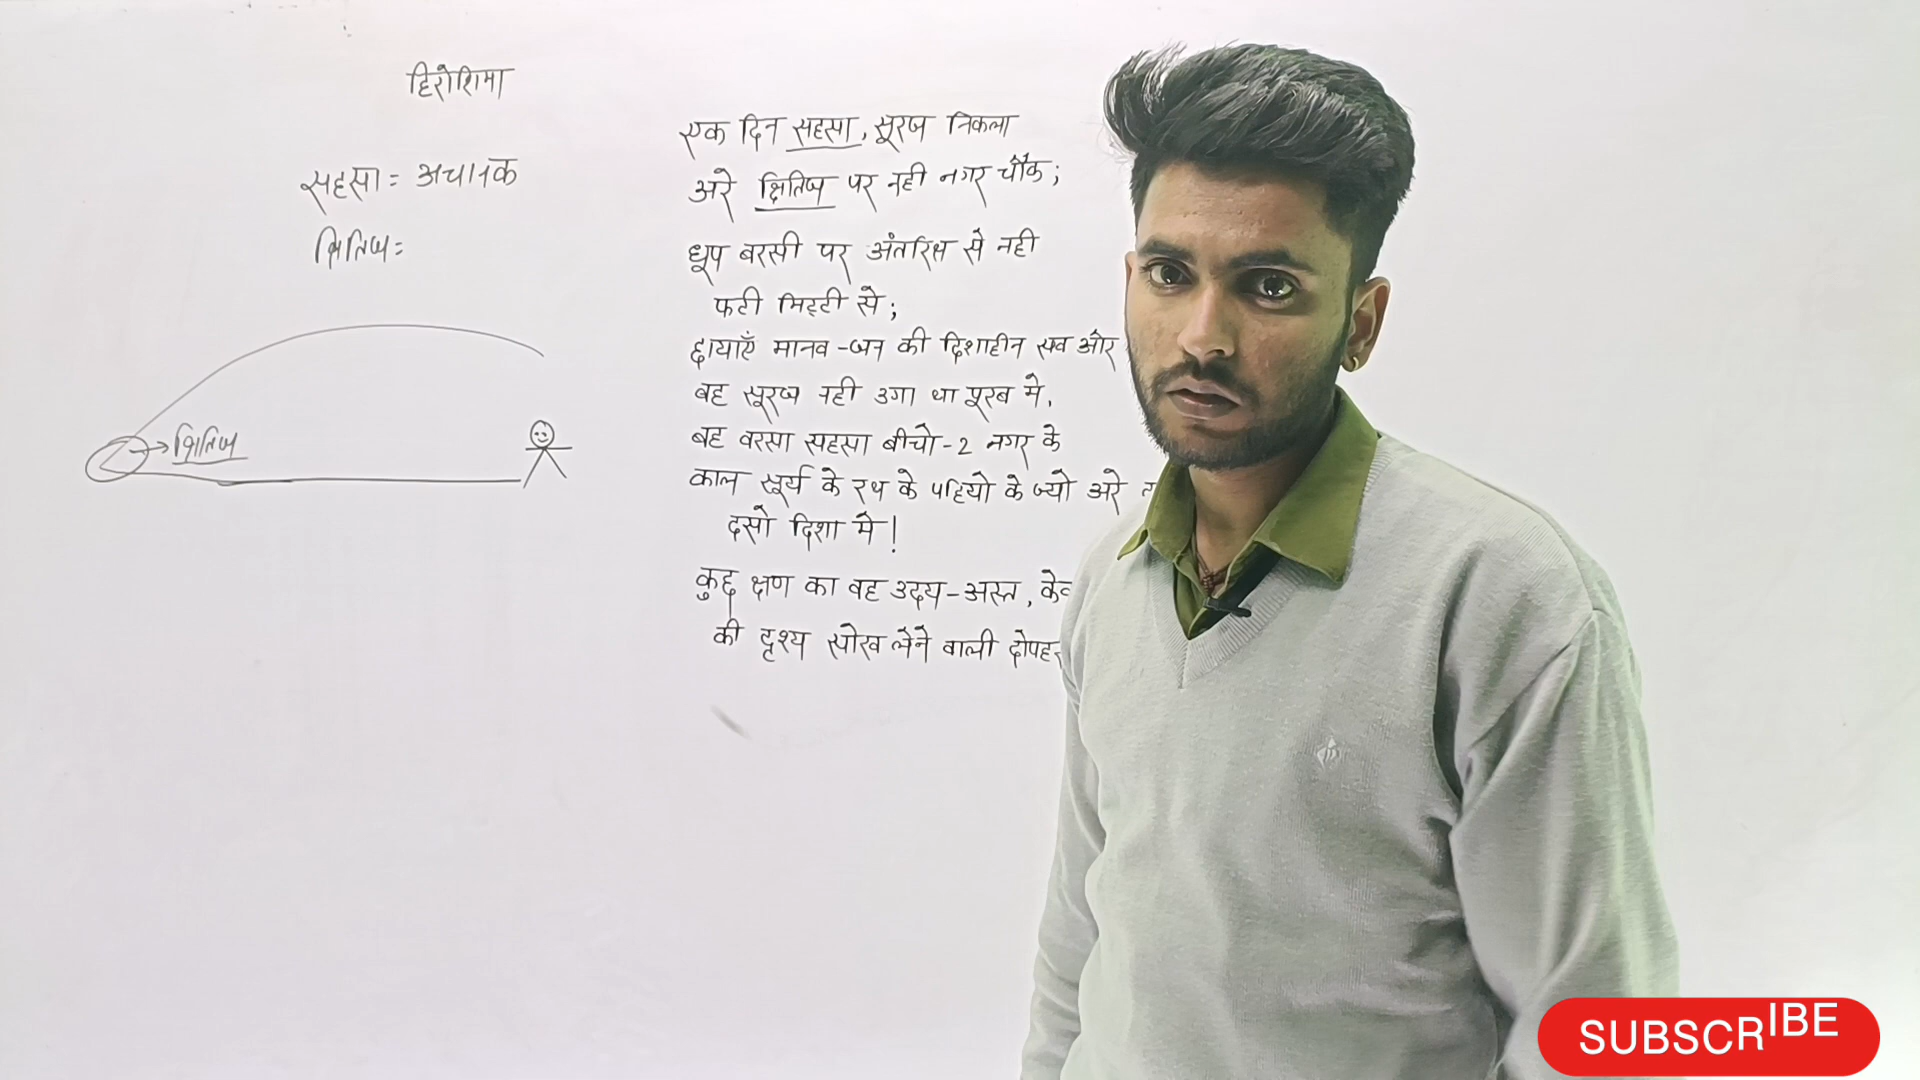 हिरोशिमा
सहसा = अचानक
क्षितिज =
क्षितिज
एक दिन सहसा, सूरज निकला
अरे क्षितिज पर नही नगर चौक;
धूप बरसी पर अंतरिक्ष से नही
फटी मिट्टी से;
छायाएँ मानव-जन की दिशाहीन सब ओर
वह सूरज नही उगा था पूरब मे,
वह बरसा सहसा बीचो-2 नगर के
काल सूर्य के रथ के पहियो के ज्यो अरे
दसो दिशा मे!
कुछ क्षण का वह उदय-अस्त,
की दृश्य सोख लेने वाली
SUBSCRIBE